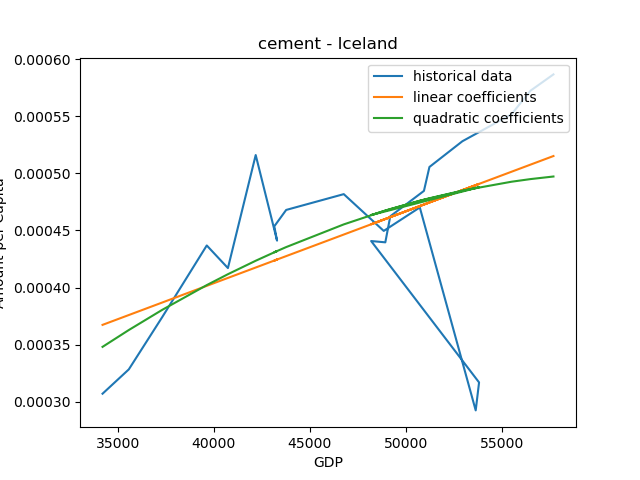 cement - Iceland
0.00060
0.00055
0.00050
0.00045
0.00040
0.00035
0.00030
Amount per Capita
historical data
linear coefficients
quadratic coefficients
35000
40000
45000
50000
55000
GDP